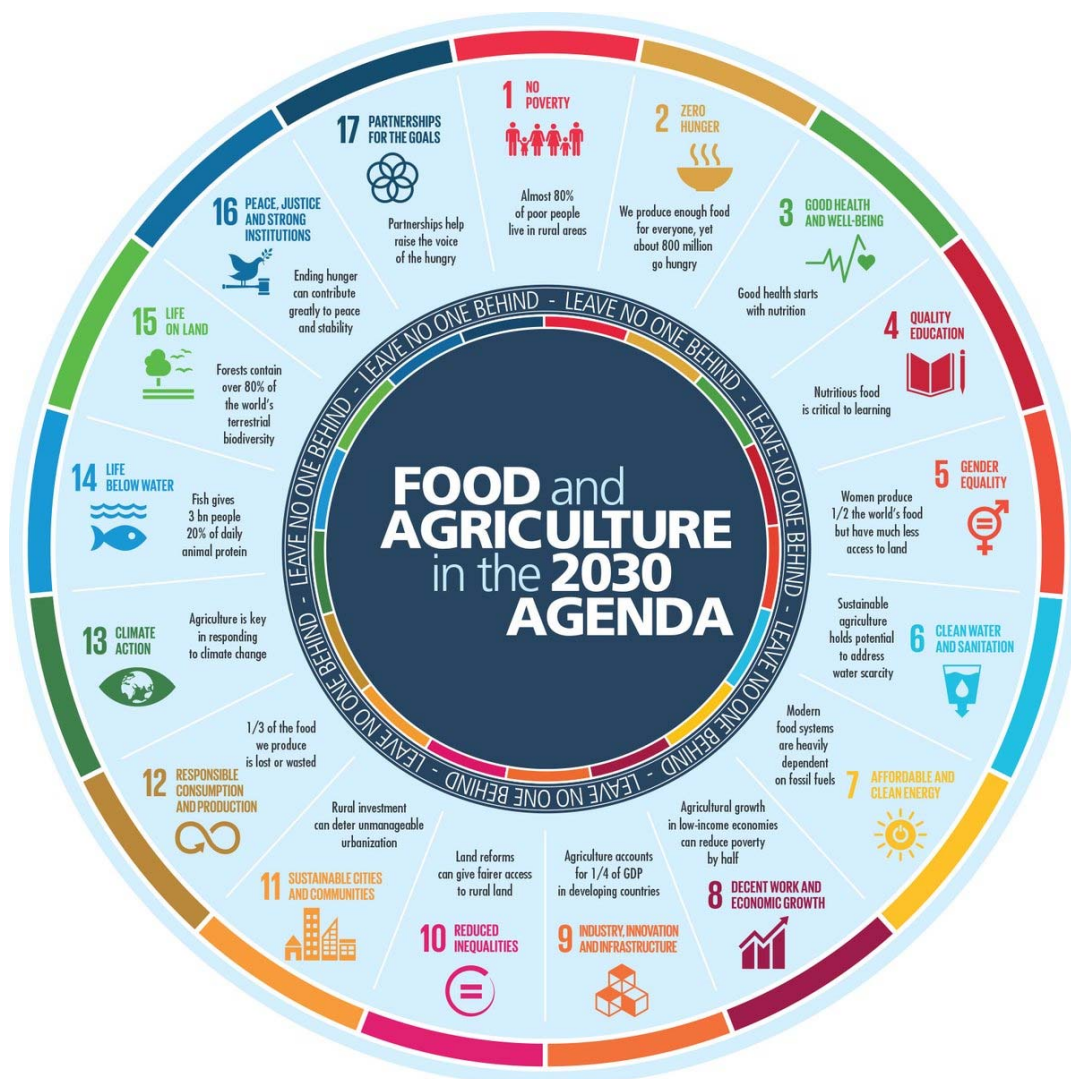 FOOD and
AGRICULTURE
in the 2030
AGENDA
LEAVE NO ONE BEHIND - LEAVE NO ONE BEHIND - LEAVE NO ONE BEHIND - LEAVE NO ONE BEHIND - LEAVE NO ONE BEHIND - LEAVE NO ONE BEHIND - LEAVE NO ONE BEHIND - LEAVE NO ONE BEHIND -
1 NO
POVERTY
Almost 80%
of poor people
live in rural areas
2 ZERO
HUNGER
We produce enough food
for everyone, yet
about 800 million
go hungry
3 GOOD HEALTH
AND WELL-BEING
Good health starts
with nutrition
4 QUALITY
EDUCATION
Nutritious food
is critical to learning
5 GENDER
EQUALITY
Women produce
1/2 the world's food
but have much less
access to land
6 CLEAN WATER
AND SANITATION
Sustainable
agriculture
holds potential
to address
water scarcity
7 AFFORDABLE AND
CLEAN ENERGY
Modern
food systems
are heavily
dependent
on fossil fuels
8 DECENT WORK AND
ECONOMIC GROWTH
Agricultural growth
in low-income economies
can reduce poverty
by half
9 INDUSTRY, INNOVATION
AND INFRASTRUCTURE
Agriculture accounts
for 1/4 of GDP
in developing countries
10 REDUCED
INEQUALITIES
Land reforms
can give fairer access
to rural land
11 SUSTAINABLE CITIES
AND COMMUNITIES
Rural investment
can deter unmanageable
urbanization
12 RESPONSIBLE
CONSUMPTION
AND PRODUCTION
1/3 of the food
we produce
is lost or wasted
13 CLIMATE
ACTION
Agriculture is key
in responding
to climate change
14 LIFE
BELOW WATER
Fish gives
3 bn people
20% of daily
animal protein
15 LIFE
ON LAND
Forests contain
over 80% of
the world's
terrestrial
biodiversity
16 PEACE, JUSTICE
AND STRONG
INSTITUTIONS
Ending hunger
can contribute
greatly to peace
and stability
17 PARTNERSHIPS
FOR THE GOALS
Partnerships help
raise the voice
of the hungry